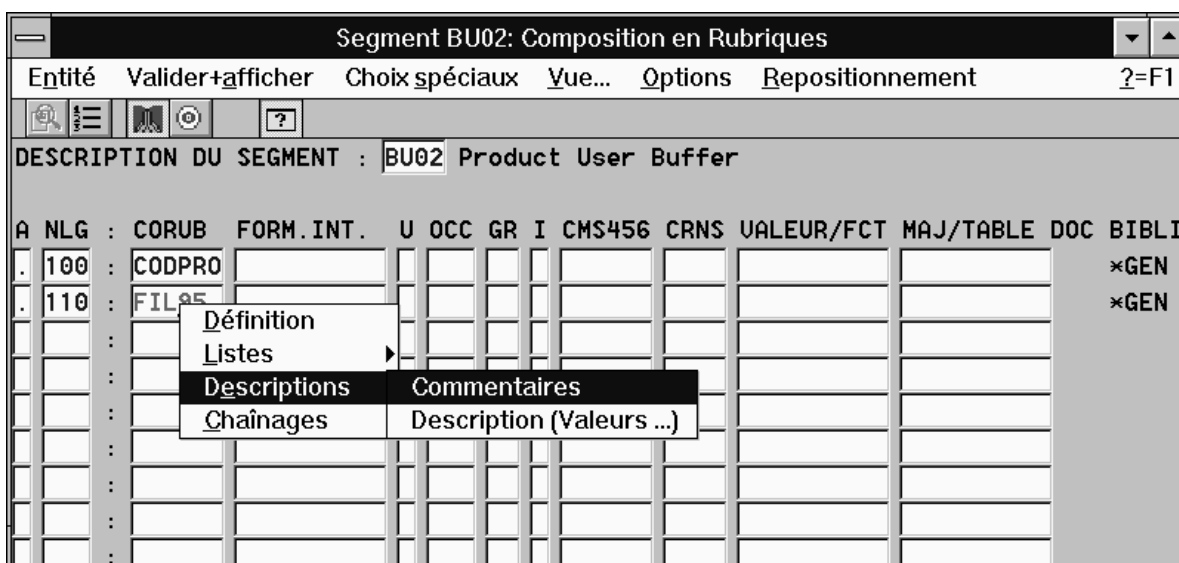 Segment BU02: Composition en Rubriques
Entité Valider+afficher Choix spéciaux Vue... Options Repositionnement ?=F1
?
DESCRIPTION DU SEGMENT : BU02 Product User Buffer
A NLG : CORUB FORM.INT. U OCC GR I CMS456 CRNS VALEUR/FCT MAJ/TABLE DOC BIBLI
. 100 : CODPRO *GEN
. 110 : FIL05 *GEN
Définition
:
Listes
:
Descriptions Commentaires
:
Chaînages Description (Valeurs ...)
:
:
:
: